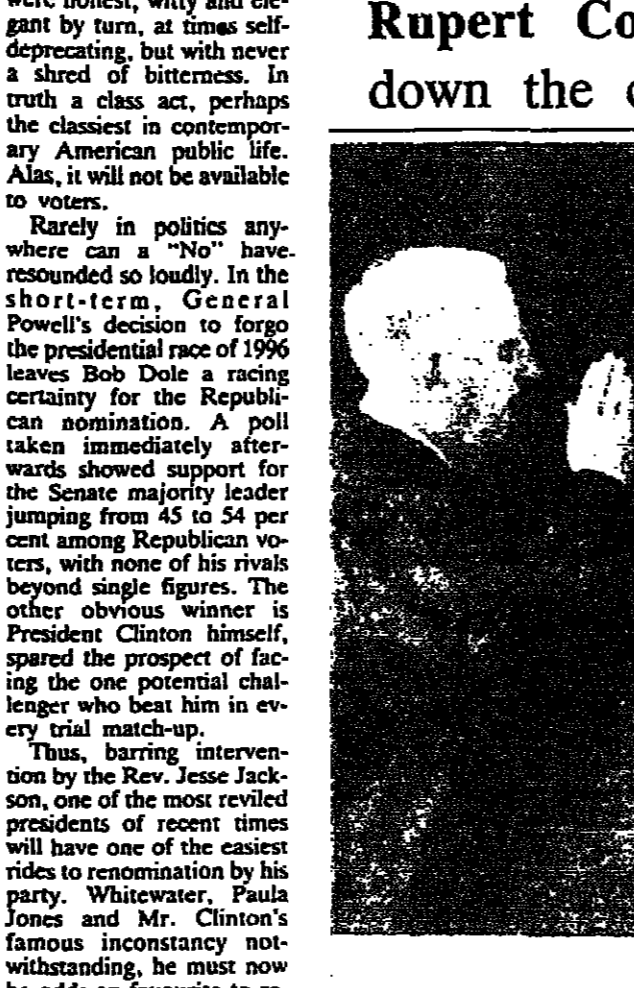 were honest, witty and ele-
gant by turn, at times self-
deprecating, but with never
a shred of bitterness. In
truth a class act, perhaps
the classiest in contempor-
ary American public life.
Alas, it will not be available
to voters.
Rarely in politics any-
where can a "No" have
resounded so loudly. In the
short-term, General
Powell's decision to forgo
the presidential race of 1996
leaves Bob Dole a racing
certainty for the Republi-
can nomination. A poll
taken immediately after-
wards showed support for
the Senate majority leader
jumping from 45 to 54 per
cent among Republican vo-
ters, with none of his rivals
beyond single figures. The
other obvious winner is
President Clinton himself,
spared the prospect of fac-
ing the one potential chal-
lenger who beat him in ev-
ery trial match-up.
Thus, barring interven-
tion by the Rev. Jesse Jack-
son, one of the most reviled
presidents of recent times
will have one of the easiest
rides to renomination by his
party. Whitewater, Paula
Jones and Mr. Clinton's
famous inconstancy not-
withstanding, he must now
Rupert Co
down the